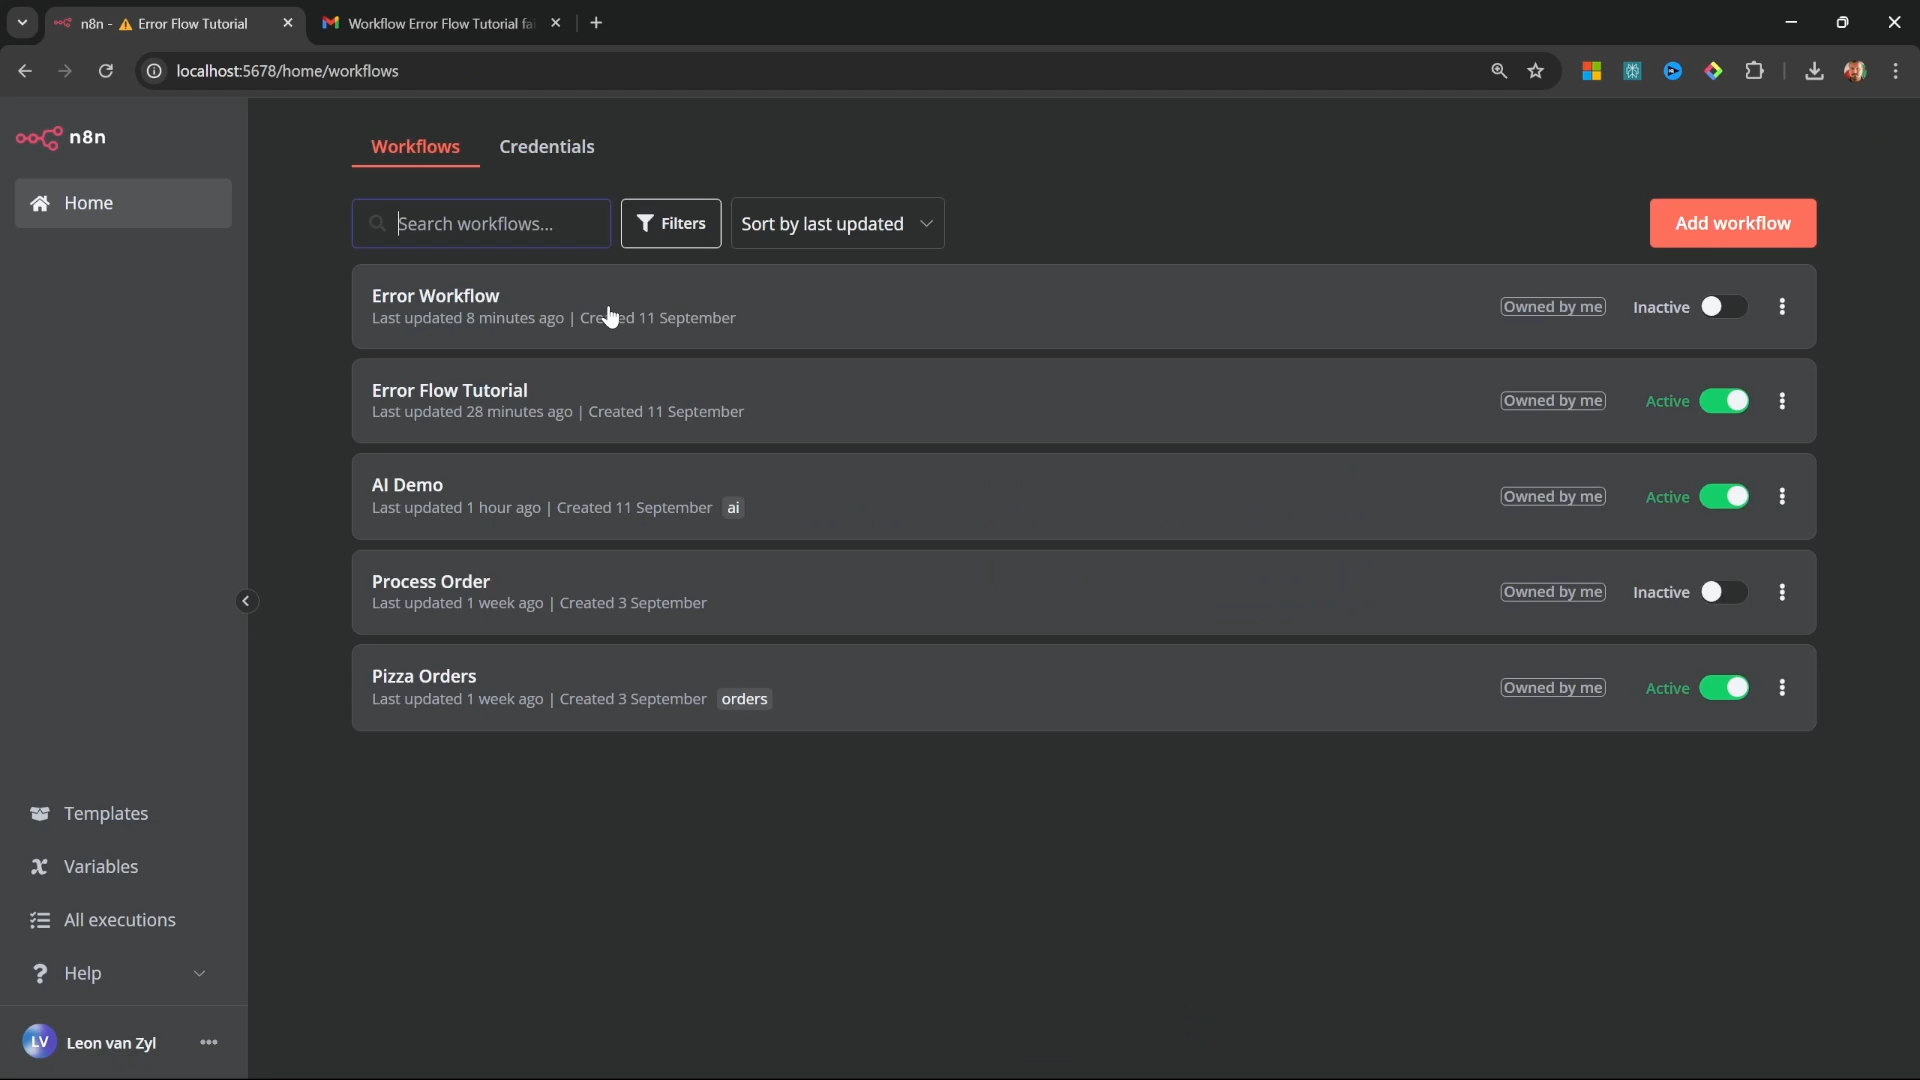 n8n - ⚠ Error Flow Tutorial
Workflow Error Flow Tutorial fai
localhost:5678/home/workflows
n8n
Home
Workflows
Credentials
Search workflows...
Filters
Sort by last updated
Add workflow
Error Workflow
Last updated 8 minutes ago | Created 11 September
Owned by me
Inactive
Error Flow Tutorial
Last updated 28 minutes ago | Created 11 September
Owned by me
Active
AI Demo
Last updated 1 hour ago | Created 11 September ai
Owned by me
Active
Process Order
Last updated 1 week ago | Created 3 September
Owned by me
Inactive
Pizza Orders
Last updated 1 week ago | Created 3 September orders
Owned by me
Active
Templates
Variables
All executions
Help
LV
Leon van Zyl